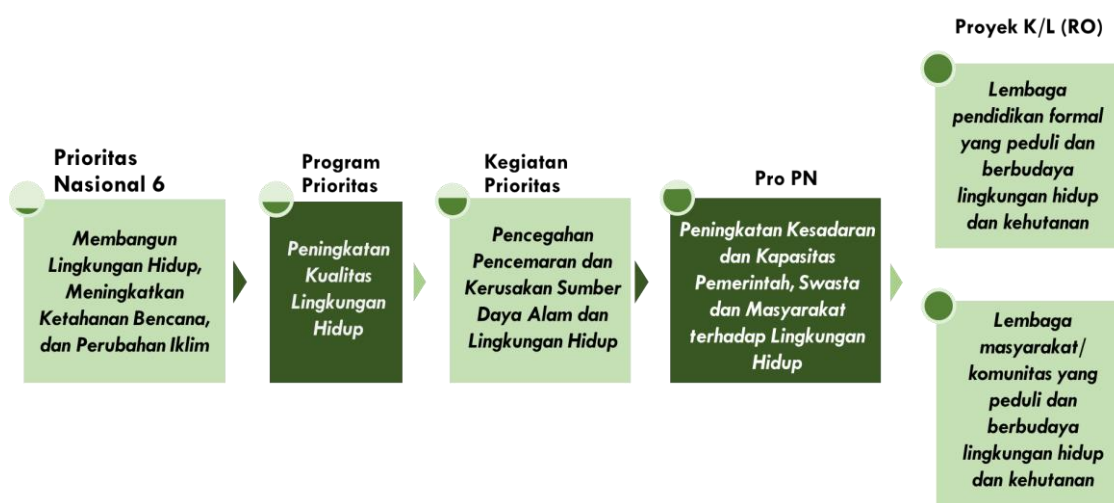 Prioritas
Nasional 6
Membangun
Lingkungan Hidup,
Meningkatkan
Ketahanan Bencana,
dan Perubahan Iklim
Program
Prioritas
Peningkatan
Kualitas
Lingkungan
Hidup
Kegiatan
Prioritas
Pencegahan
Pencemaran dan
Kerusakan Sumber
Daya Alam dan
Lingkungan Hidup
Pro PN
Peningkatan Kesadaran
dan Kapasitas
Pemerintah, Swasta
dan Masyarakat
terhadap Lingkungan
Hidup
Proyek K/L (RO)
Lembaga
pendidikan formal
yang peduli dan
berbudaya
lingkungan hidup
dan kehutanan
Lembaga
masyarakat/
komunitas yang
peduli dan
berbudaya
lingkungan hidup
dan kehutanan